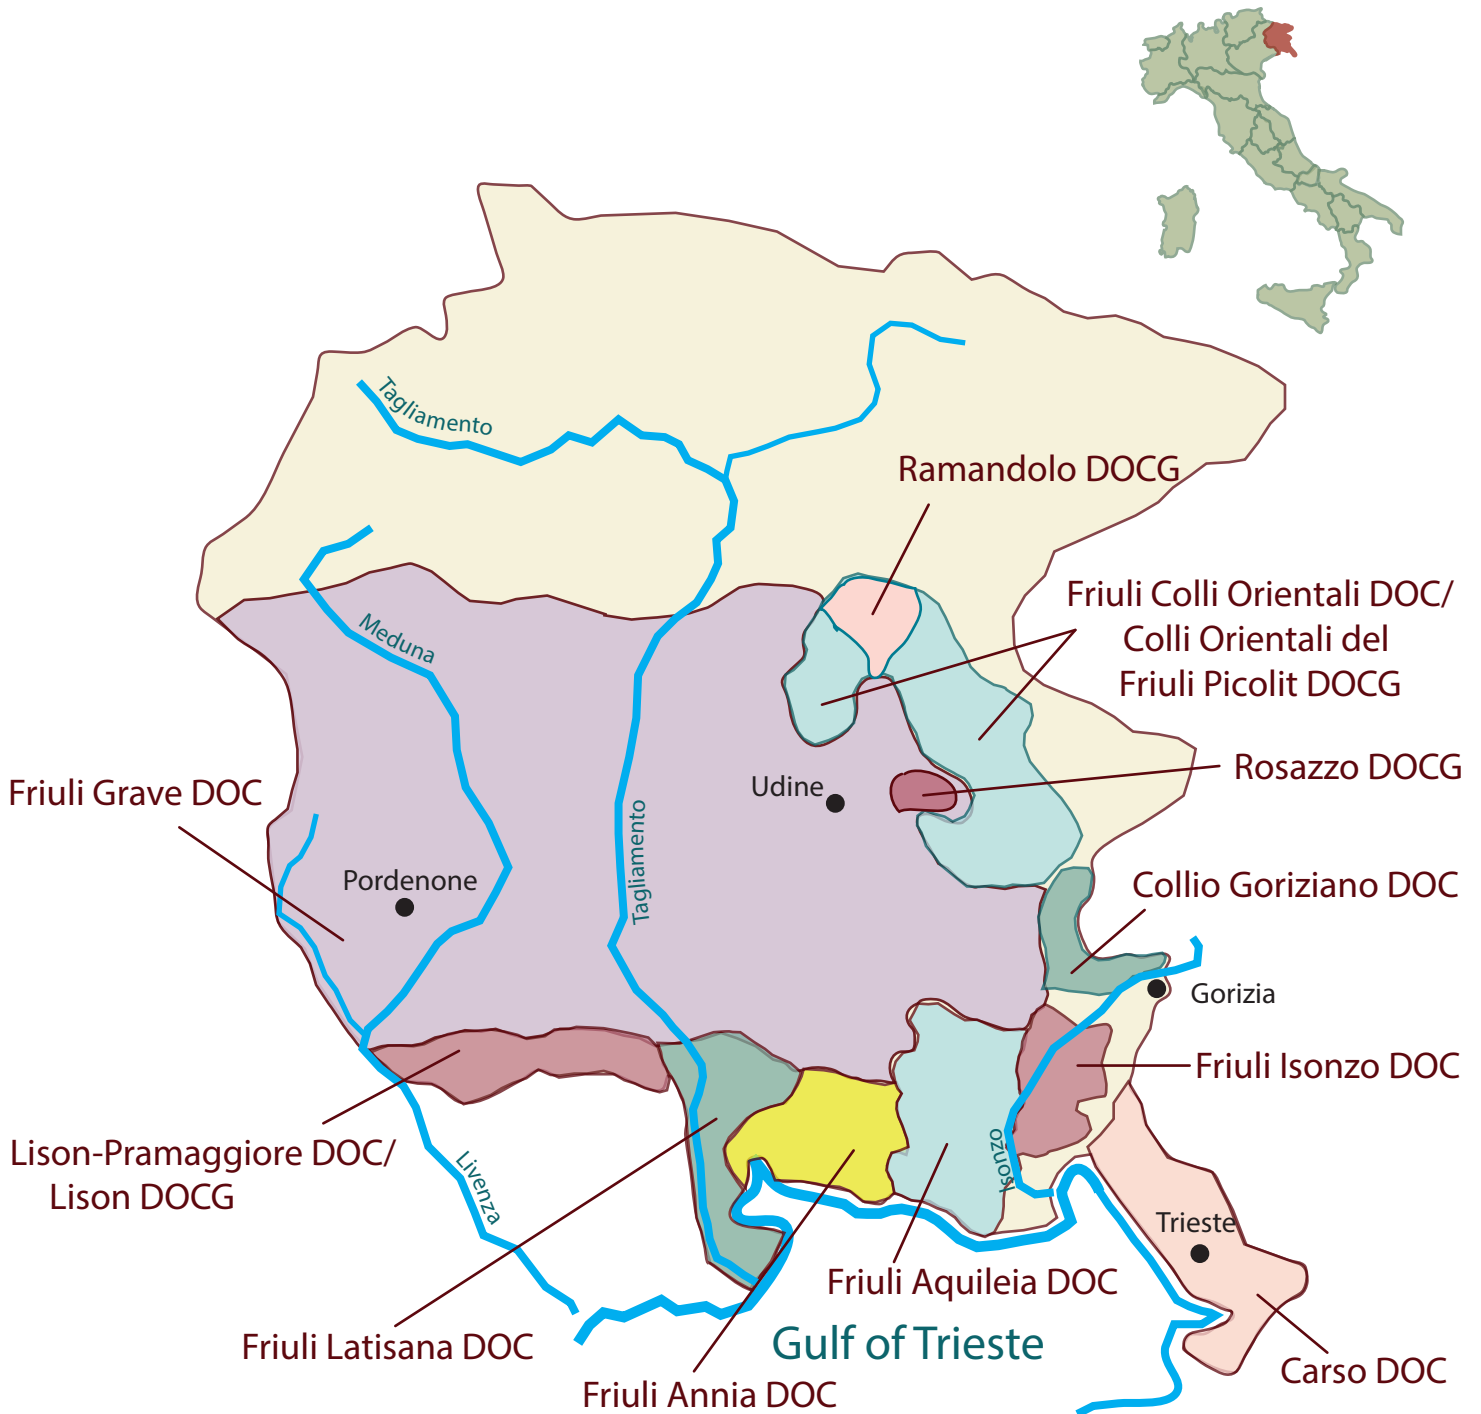 Tagliamento
Ramandolo DOCG
Friuli Colli Orientali DOC/
Colli Orientali del
Friuli Picolit DOCG
Meduna
Rosazzo DOCG
Udine
Friuli Grave DOC
Tagliamento
Pordenone
Collio Goriziano DOC
Gorizia
Friuli Isonzo DOC
Lison-Pramaggiore DOC/
Lison DOCG
Livenza
Isonzo
Trieste
Friuli Aquileia DOC
Friuli Latisana DOC
Gulf of Trieste
Carso DOC
Friuli Annia DOC